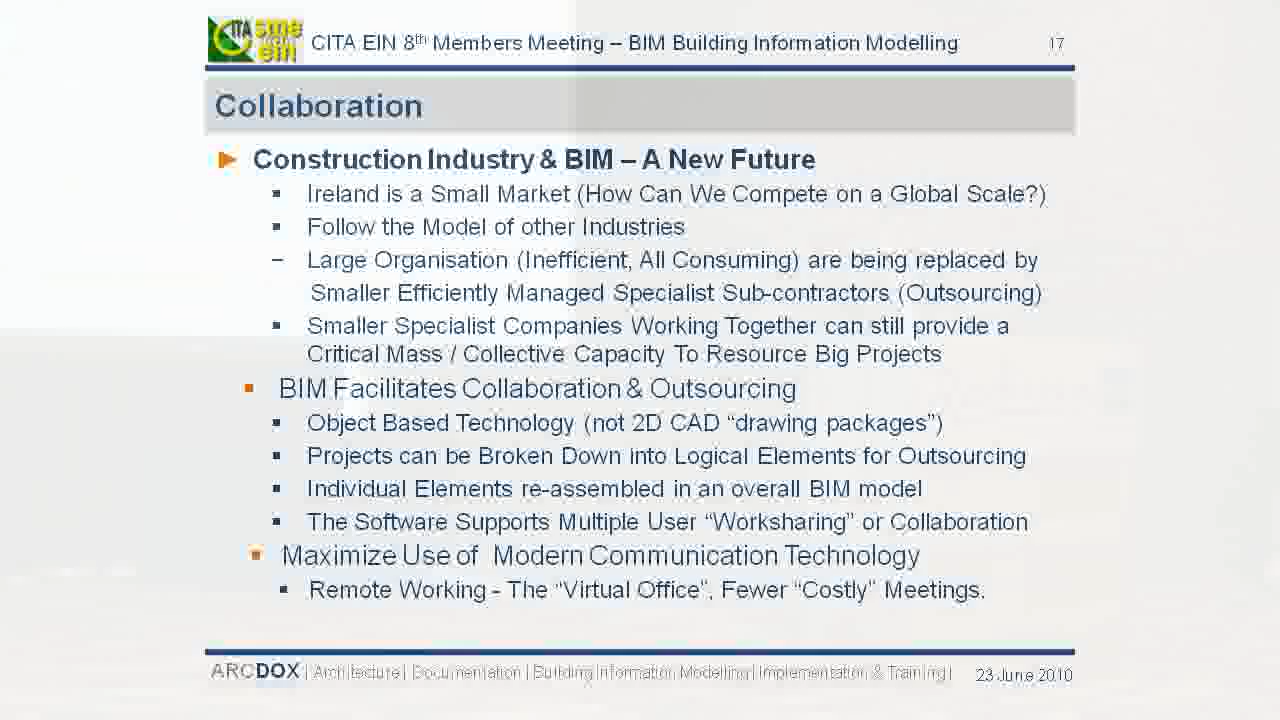 CITA sme ein
CITA EIN 8th Members Meeting – BIM Building Information Modelling
17
Collaboration
Construction Industry & BIM – A New Future
Ireland is a Small Market (How Can We Compete on a Global Scale?)
Follow the Model of other Industries
– Large Organisation (Inefficient, All Consuming) are being replaced by
Smaller Efficiently Managed Specialist Sub-contractors (Outsourcing)
Smaller Specialist Companies Working Together can still provide a
Critical Mass / Collective Capacity To Resource Big Projects
BIM Facilitates Collaboration & Outsourcing
Object Based Technology (not 2D CAD “drawing packages”)
Projects can be Broken Down into Logical Elements for Outsourcing
Individual Elements re-assembled in an overall BIM model
The Software Supports Multiple User “Worksharing” or Collaboration
Maximize Use of Modern Communication Technology
Remote Working - The “Virtual Office”, Fewer “Costly” Meetings.
ARCDOX | Architecture | Documentation | Building Information Modelling | Implementation & Training |
23 June 2010